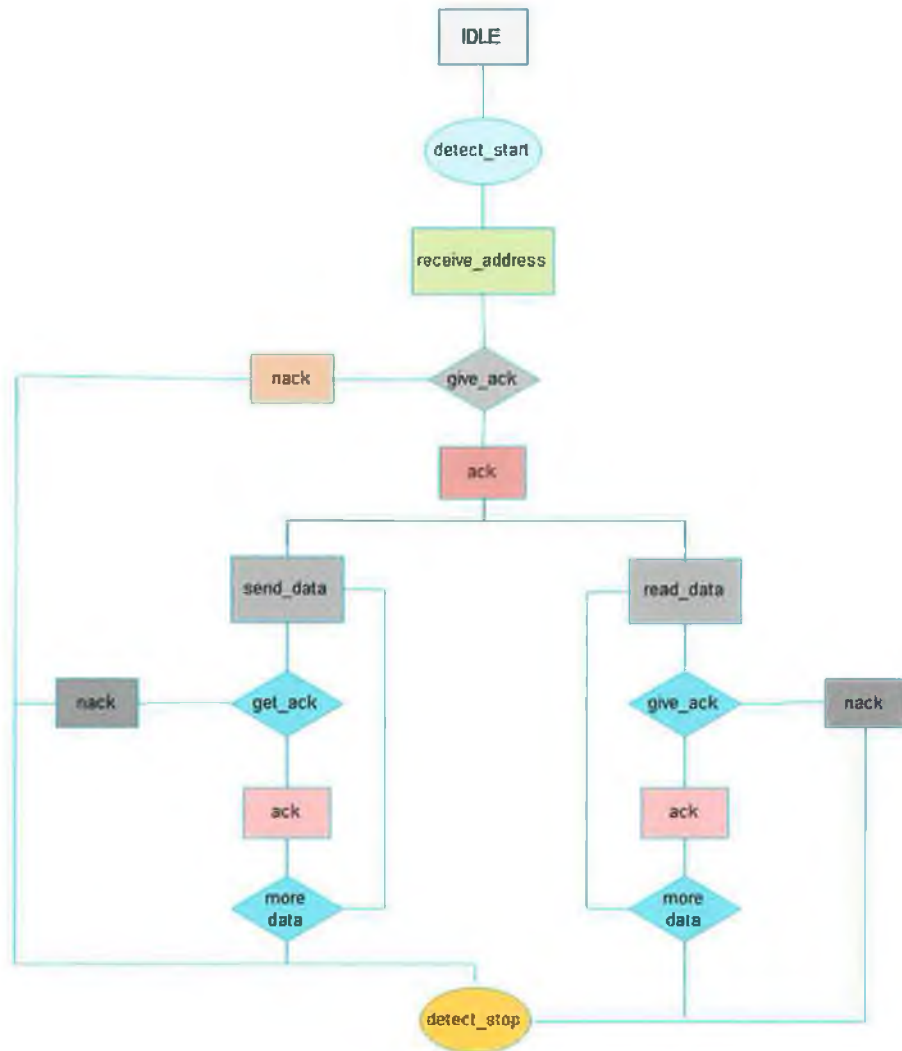 IDLE
detect_start
receive_address
nack
give_ack
ack
send_data
read_data
nack
get_ack
give_ack
nack
ack
ack
more
data
more
data
detect_stop